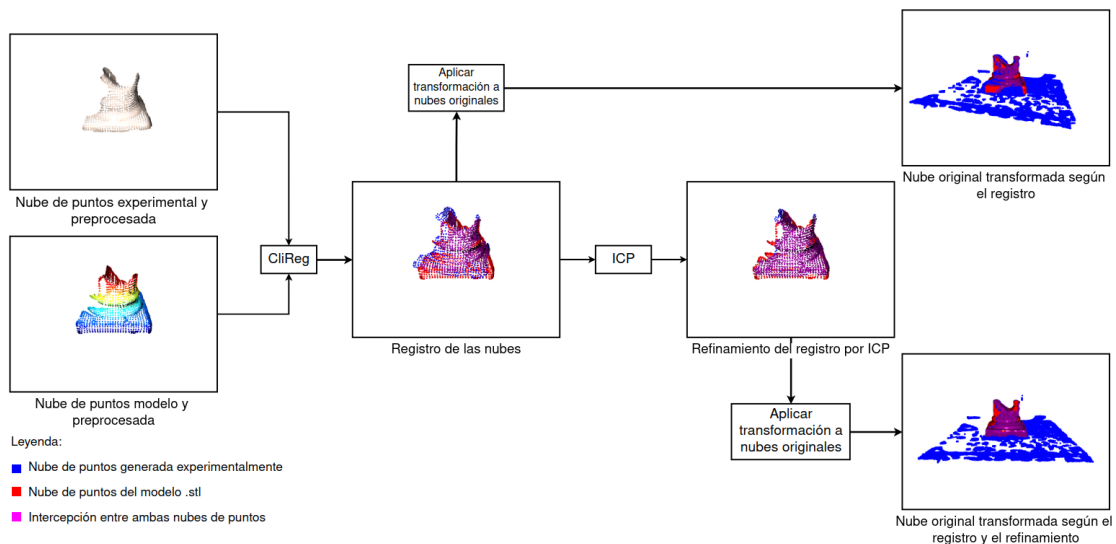 Nube de puntos experimental y
preprocesada
Nube de puntos modelo y
preprocesada
CliReg
Aplicar
transformación a
nubes originales
Registro de las nubes
ICP
Refinamiento del registro por ICP
Aplicar
transformación a
nubes originales
Nube original transformada según
el registro
Nube original transformada según el
registro y el refinamiento
Leyenda:
Nube de puntos generada experimentalmente
Nube de puntos del modelo .stl
Intercepción entre ambas nubes de puntos